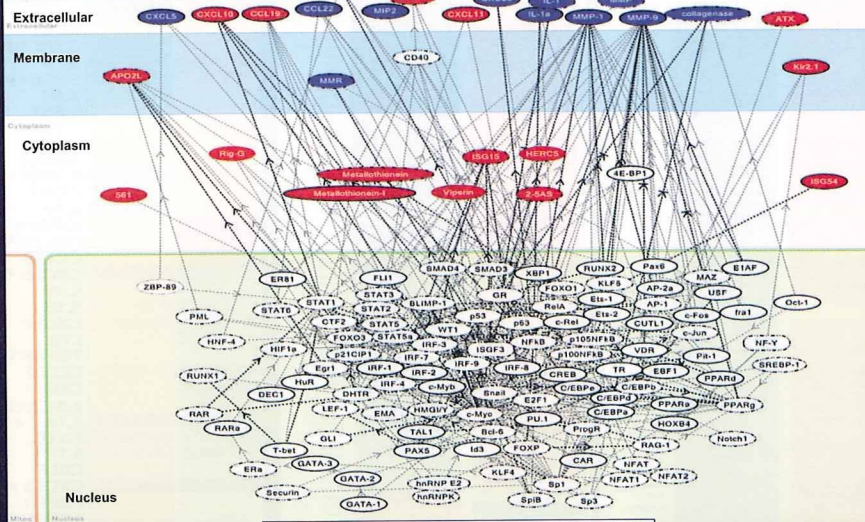 Extracellular
Extracellular
CXCL5 CXCL10 CCL19 CCL22 MIP2 CXCL11 IL-1a MMP-1 MMP-9 collagenase ATX
Membrane
CD40
APO2L MMR Kir2.1
Cytoplasm
Cytoplasm
Rig-G ISG15 HERC5
Metallothionein 4E-BP1
561 Metallothionein-I Viperin 2-5AS ISG54
ER81 FLI1 SMAD4 SMAD3 XBP1 RUNX2 Pax6 MAZ E1AF
ZBP-89 STAT3 GR FOXO1 KLF5 AP-2a USF
STAT6 STAT1 STAT2 BLIMP-1 RelA Ets-1 AP-1 Oct-1
PML CTF2 STAT5 p53 p63 c-Rel Ets-2 CUTL1 c-Fos fra1
HNF-4 FOXO3 STAT5a WT1 NFkB p105NFkB c-Jun NF-Y
HIF1a p21CIP1 IRF-3 ISGF3 p100NFkB VDR Pit-1 SREBP-1
RUNX1 Egr1 IRF-1 IRF-7 IRF-9 IRF-8 CREB TR EBF1 PPARd
HuR IRF-4 IRF-2 c-Myb C/EBPe C/EBPb
DEC1 DHTR Snail E2F1 C/EBPd PPARa PPARg
RAR LEF-1 EMA HMGI/Y c-Myc PU.1 C/EBPa HOXB4
RARa GLI TAL1 Bcl-6 ProgR RAG-1 Notch1
T-bet PAX5 Id3 FOXP CAR
ERa GATA-3 KLF4 NFAT
GATA-2 hnRNP E2 Sp1 NFAT1 NFAT2
Nucleus Securin GATA-1 hnRNPK SpiB Sp3
Nucleus